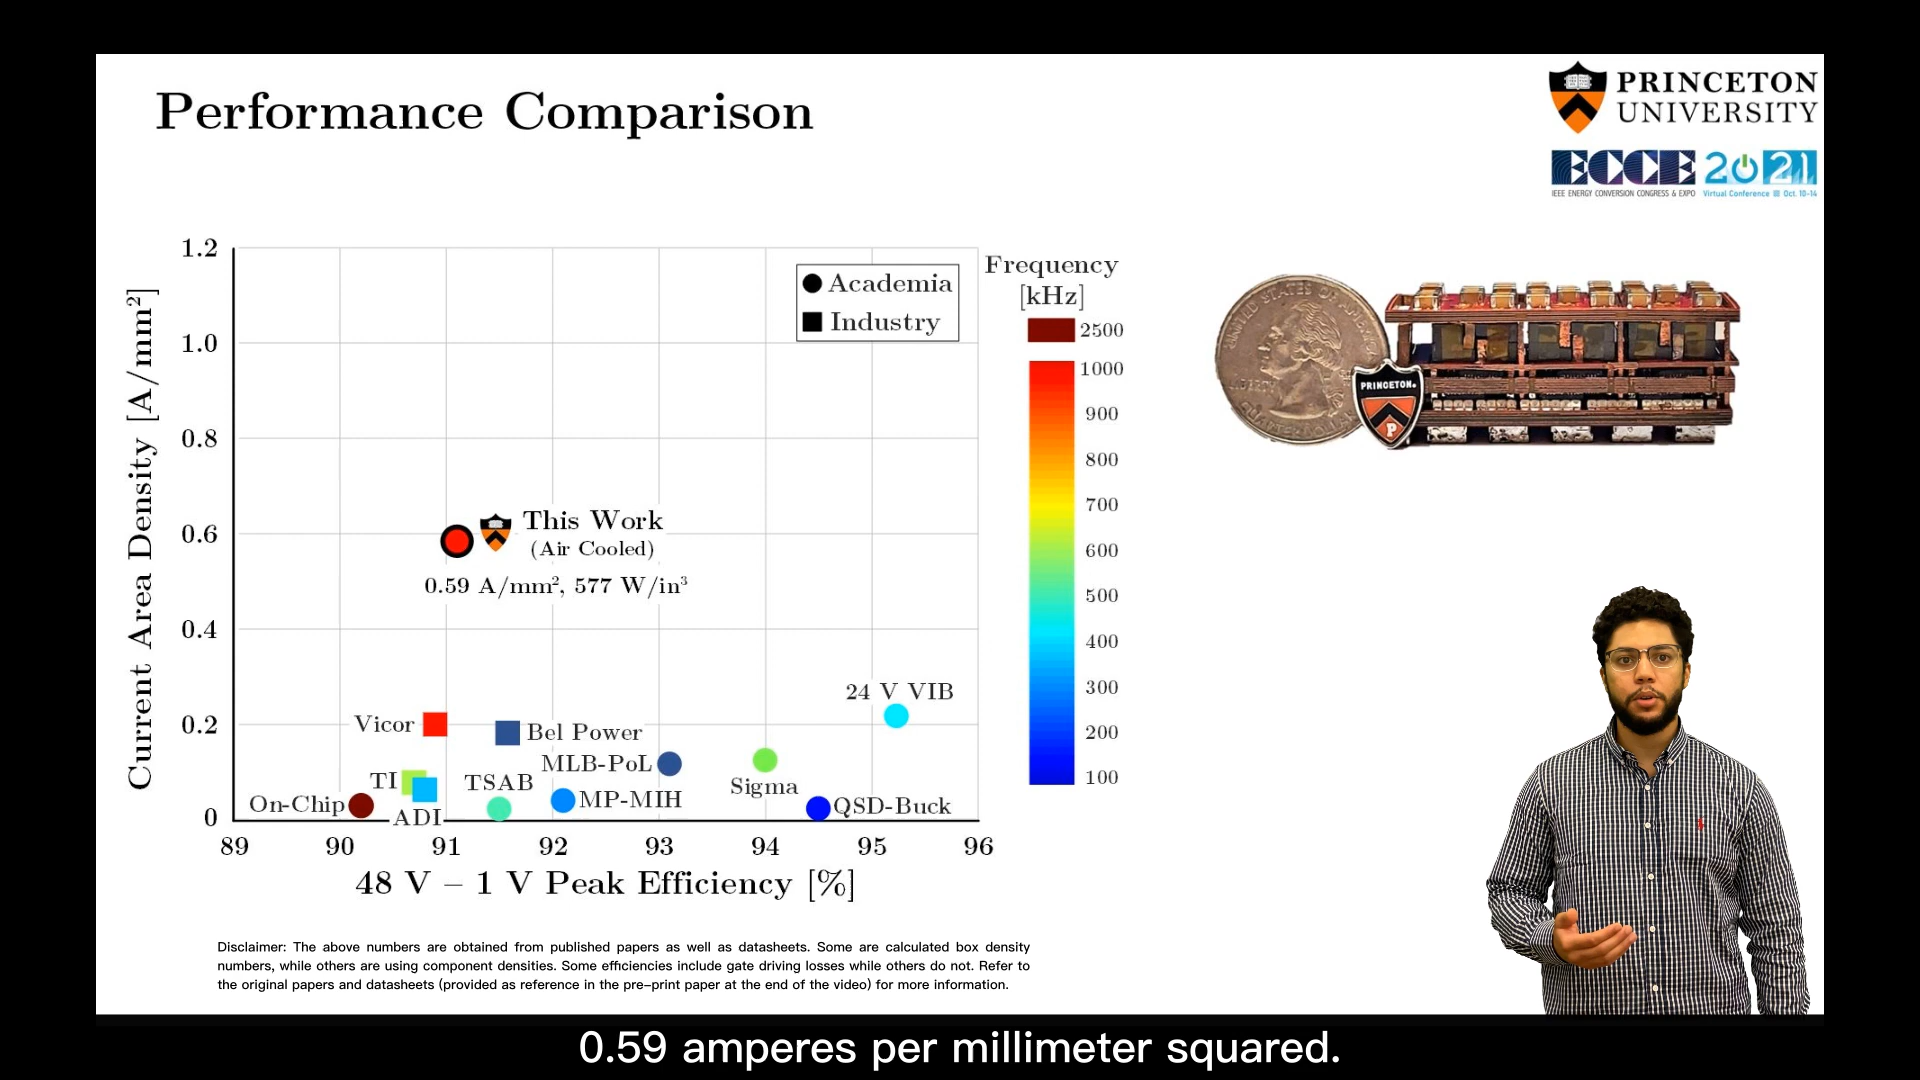 Performance Comparison
PRINCETON
UNIVERSITY
ECCE 2021
IEEE ENERGY CONVERSION CONGRESS & EXPO
Virtual Conference
Oct. 10-14
Current Area Density [A/mm²]
1.2
1.0
0.8
0.6
0.4
0.2
0
89
90
91
92
93
94
95
96
48 V – 1 V Peak Efficiency [%]
Academia
Industry
This Work
(Air Cooled)
0.59 A/mm², 577 W/in³
24 V VIB
Vicor
Bel Power
MLB-PoL
TI
TSAB
Sigma
On-Chip
ADI
MP-MIH
QSD-Buck
Frequency
[kHz]
2500
1000
900
800
700
600
500
400
300
200
100
PRINCETON
P
Disclaimer: The above numbers are obtained from published papers as well as datasheets. Some are calculated box density
numbers, while others are using component densities. Some efficiencies include gate driving losses while others do not. Refer to
the original papers and datasheets (provided as reference in the pre–print paper at the end of the video) for more information.
0.59 amperes per millimeter squared.